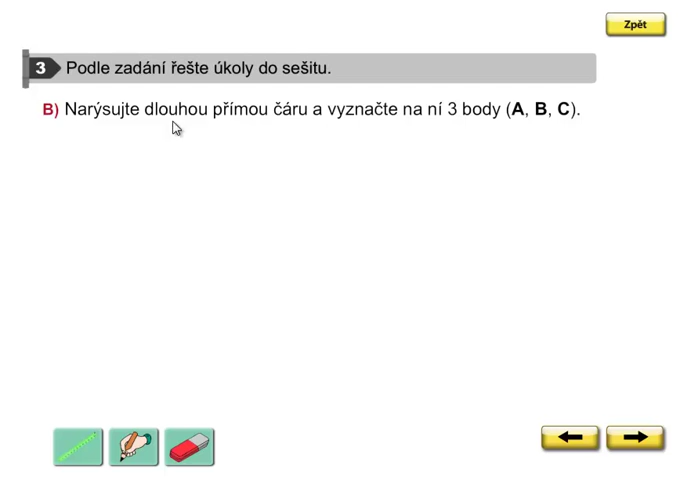 Zpět
3 Podle zadání řešte úkoly do sešitu.
B) Narýsujte dlouhou přímou čáru a vyznačte na ní 3 body (A, B, C).